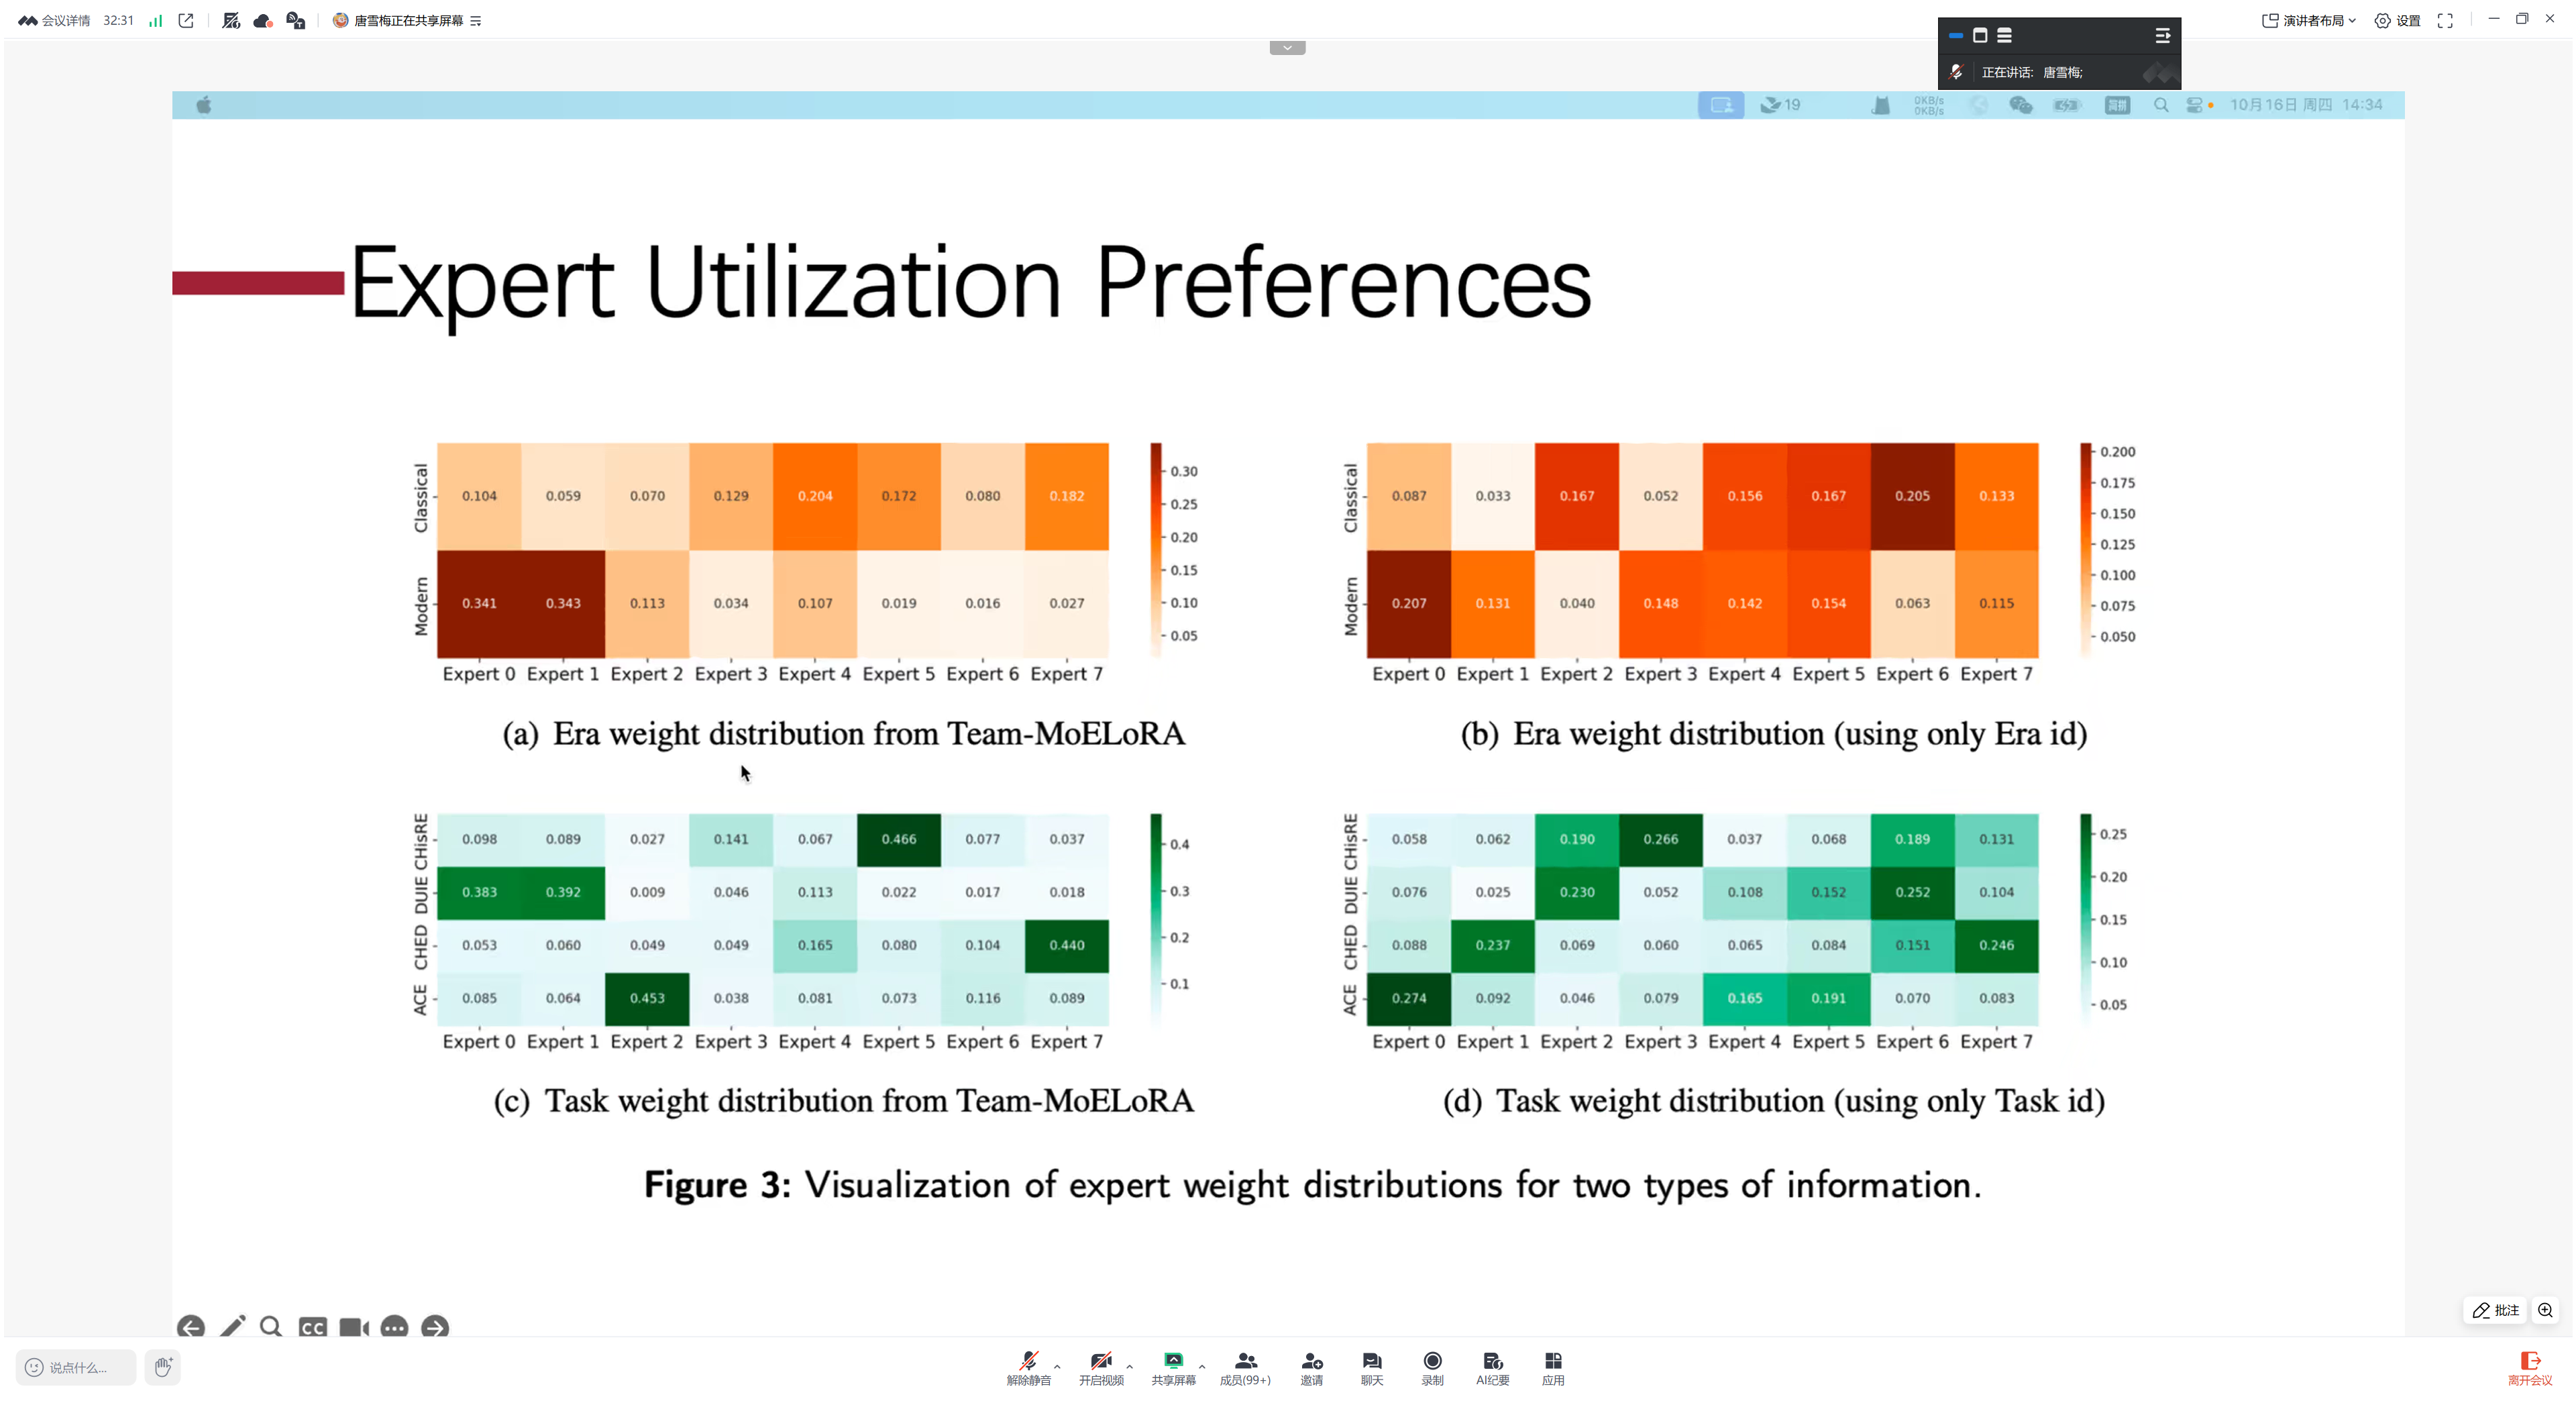 会议详情 32:31 唐雪梅正在共享屏幕 演讲者布局 设置
正在讲话: 唐雪梅;
19 0KB/s 0KB/s 简拼 10月16日 周四 14:34
Expert Utilization Preferences
Classical 0.104 0.059 0.070 0.129 0.204 0.172 0.080 0.182
Modern 0.341 0.343 0.113 0.034 0.107 0.019 0.016 0.027
Expert 0 Expert 1 Expert 2 Expert 3 Expert 4 Expert 5 Expert 6 Expert 7
0.30
0.25
0.20
0.15
0.10
0.05
(a) Era weight distribution from Team-MoELoRA
Classical 0.087 0.033 0.167 0.052 0.156 0.167 0.205 0.133
Modern 0.207 0.131 0.040 0.148 0.142 0.154 0.063 0.115
Expert 0 Expert 1 Expert 2 Expert 3 Expert 4 Expert 5 Expert 6 Expert 7
0.200
0.175
0.150
0.125
0.100
0.075
0.050
(b) Era weight distribution (using only Era id)
CHisRE 0.098 0.089 0.027 0.141 0.067 0.466 0.077 0.037
DUIE 0.383 0.392 0.009 0.046 0.113 0.022 0.017 0.018
CHED 0.053 0.060 0.049 0.049 0.165 0.080 0.104 0.440
ACE 0.085 0.064 0.453 0.038 0.081 0.073 0.116 0.089
Expert 0 Expert 1 Expert 2 Expert 3 Expert 4 Expert 5 Expert 6 Expert 7
0.4
0.3
0.2
0.1
(c) Task weight distribution from Team-MoELoRA
CHisRE 0.058 0.062 0.190 0.266 0.037 0.068 0.189 0.131
DUIE 0.076 0.025 0.230 0.052 0.108 0.152 0.252 0.104
CHED 0.088 0.237 0.069 0.060 0.065 0.084 0.151 0.246
ACE 0.274 0.092 0.046 0.079 0.165 0.191 0.070 0.083
Expert 0 Expert 1 Expert 2 Expert 3 Expert 4 Expert 5 Expert 6 Expert 7
0.25
0.20
0.15
0.10
0.05
(d) Task weight distribution (using only Task id)
Figure 3: Visualization of expert weight distributions for two types of information.
CC
批注
说点什么...
解除静音 开启视频 共享屏幕 成员(99+) 邀请 聊天 录制 AI纪要 应用 离开会议